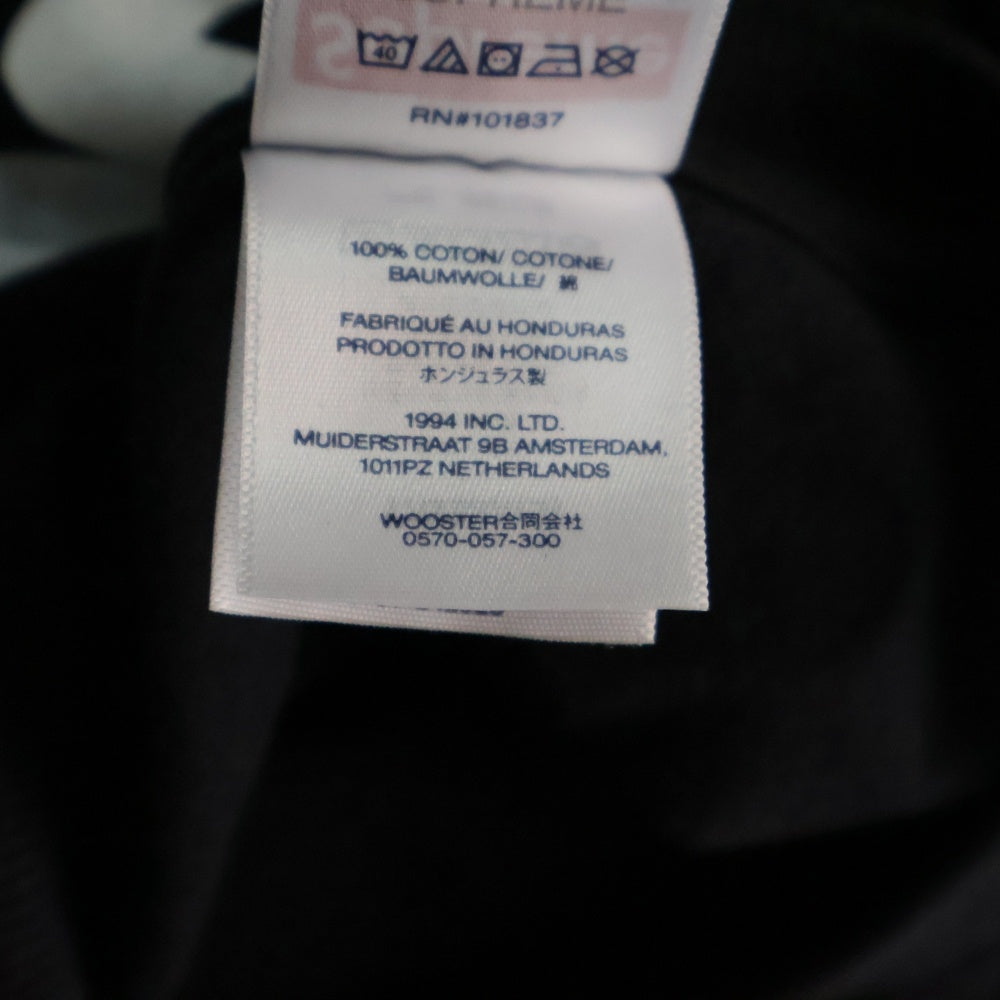 40
RN#101837
100% COTON/ COTONE/
BAUMWOLLE/ 綿
FABRIQUÉ AU HONDURAS
PRODOTTO IN HONDURAS
ホンジュラス製
1994 INC. LTD.
MUIDERSTRAAT 9B AMSTERDAM,
1011PZ NETHERLANDS
WOOSTER合同会社
0570-057-300